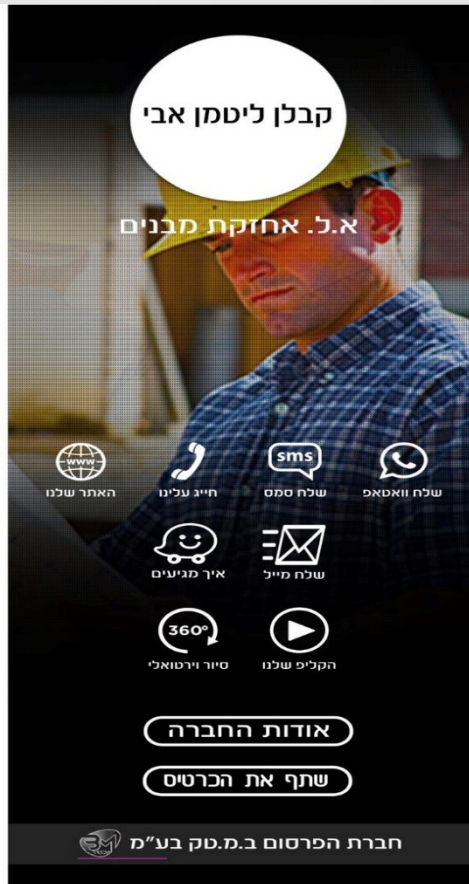 קבלן ליטמן אבי
א.ל. אחזקת מבנים
sms
www
שלח וואטאפ
שלח סמס
חייג עלינו
האתר שלנו
שלח מייל
איך מגיעים
360°
הקליפ שלנו
סיור וירטואלי
אודות החברה
שתף את הכרטיס
חברת הפרסום ב.מ.טק בע"מ